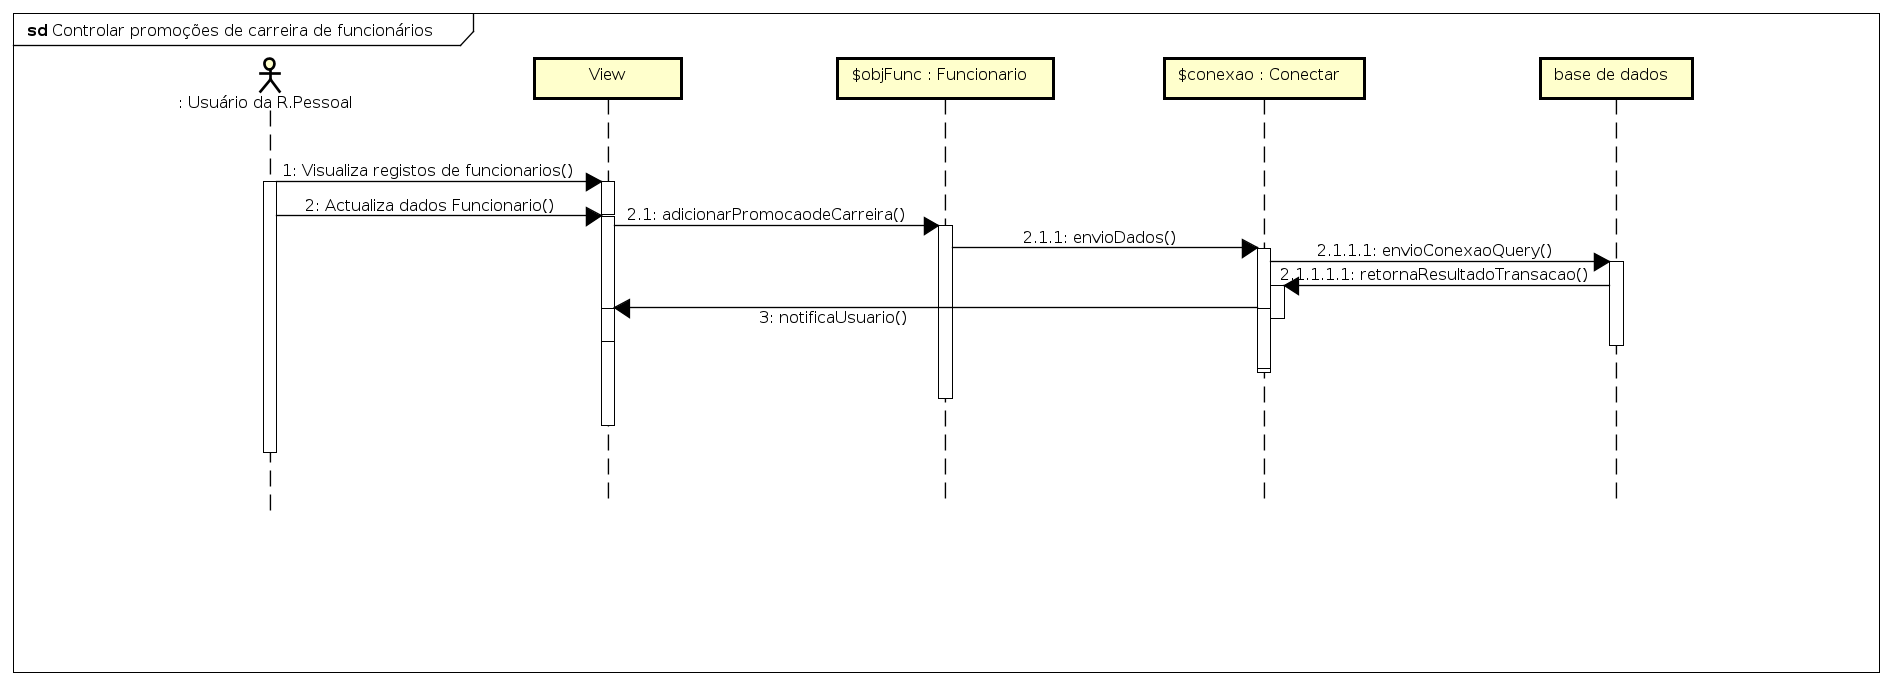 sd Controlar promoções de carreira de funcionários
: Usuário da R.Pessoal
View
$objFunc : Funcionario
$conexao : Conectar
base de dados
1: Visualiza registos de funcionarios()
2: Actualiza dados Funcionario()
2.1: adicionarPromocaodeCarreira()
2.1.1: envioDados()
2.1.1.1: envioConexaoQuery()
2.1.1.1.1: retornaResultadoTransacao()
3: notificaUsuario()